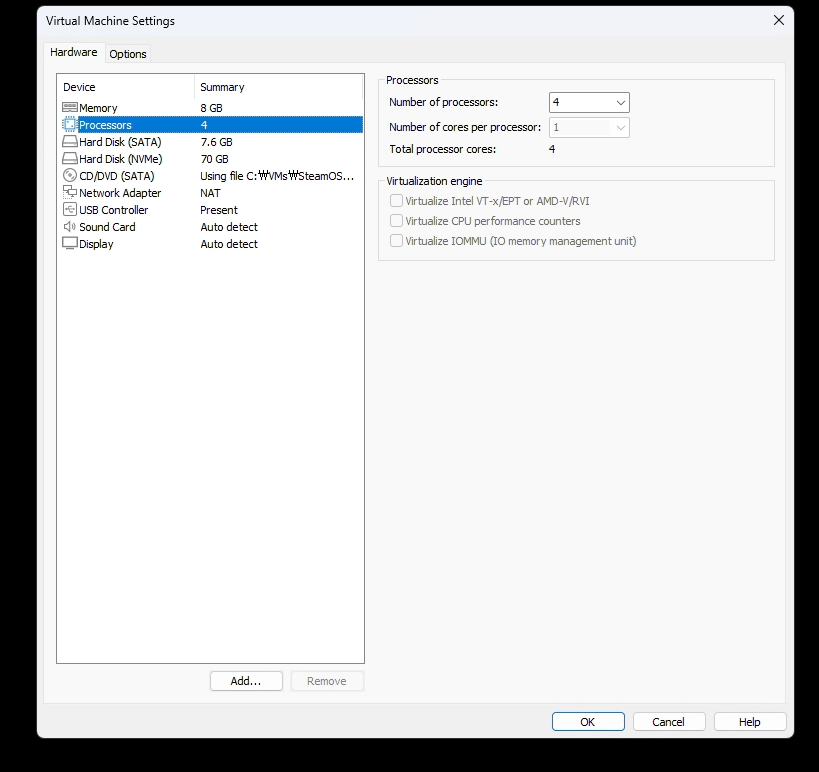 Virtual Machine Settings
Hardware Options
Device Summary
Memory 8 GB
Processors 4
Hard Disk (SATA) 7.6 GB
Hard Disk (NVMe) 70 GB
CD/DVD (SATA) Using file C:₩VMs₩SteamOS...
Network Adapter NAT
USB Controller Present
Sound Card Auto detect
Display Auto detect
Add... Remove
Processors
Number of processors: 4
Number of cores per processor: 1
Total processor cores: 4
Virtualization engine
Virtualize Intel VT-x/EPT or AMD-V/RVI
Virtualize CPU performance counters
Virtualize IOMMU (IO memory management unit)
OK Cancel Help